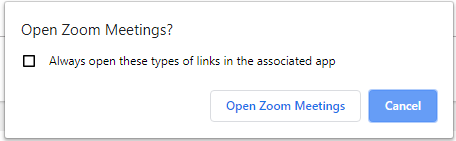 Open Zoom Meetings?
Always open these types of links in the associated app
Open Zoom Meetings Cancel